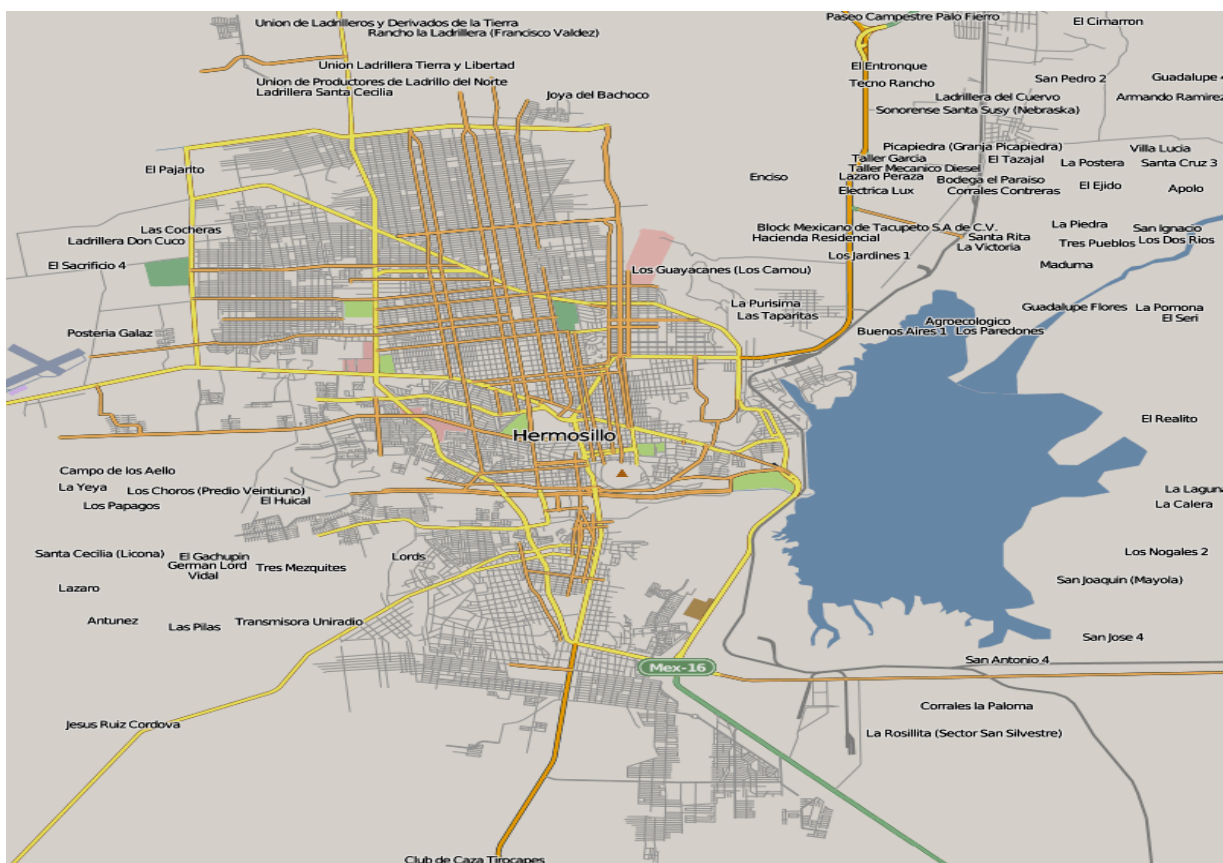 Paseo Campestre Palo Fierro
Union de Ladrilleros y Derivados de la Tierra
El Cimarron
Rancho la Ladrillera (Francisco Valdez)
Union Ladrillera Tierra y Libertad
El Entronque
Union de Productores de Ladrillo del Norte
Tecno Rancho
San Pedro 2
Guadalupe 4
Ladrillera Santa Cecilia
Joya del Bachoco
Ladrillera del Cuervo
Armando Ramirez
Sonorense Santa Susy (Nebraska)
Picapiedra (Granja Picapiedra)
Villa Lucia
Taller Garcia
El Tazajal
La Postera
Santa Cruz 3
El Pajarito
Taller Mecanico Diesel
Enciso
Lazaro Peraza
Bodega el Paraiso
El Ejido
Apolo
Electrica Lux
Corrales Contreras
Las Cocheras
Block Mexicano de Tacupeto S.A de C.V.
La Piedra
San Ignacio
Ladrillera Don Cuco
Hacienda Residencial
Santa Rita
Tres Pueblos
Los Dos Rios
La Victoria
El Sacrificio 4
Los Jardines 1
Maduma
Los Guayacanes (Los Camou)
La Purisima
Guadalupe Flores
La Pomona
Las Taparitas
Agroecologico
El Seri
Posteria Galaz
Buenos Aires 1
Los Paredones
El Realito
Hermosillo
Campo de los Aello
La Yeya
Los Choros (Predio Veintiuno)
La Laguna
El Huical
Los Papagos
La Calera
Santa Cecilia (Licona)
El Gachupin
Lords
Los Nogales 2
German Lord
Tres Mezquites
Vidal
San Joaquin (Mayola)
Lazaro
Antunez
Las Pilas
Transmisora Uniradio
San Jose 4
San Antonio 4
Mex-16
Corrales la Paloma
Jesus Ruiz Cordova
La Rosillita (Sector San Silvestre)
Club de Caza Tirocapes